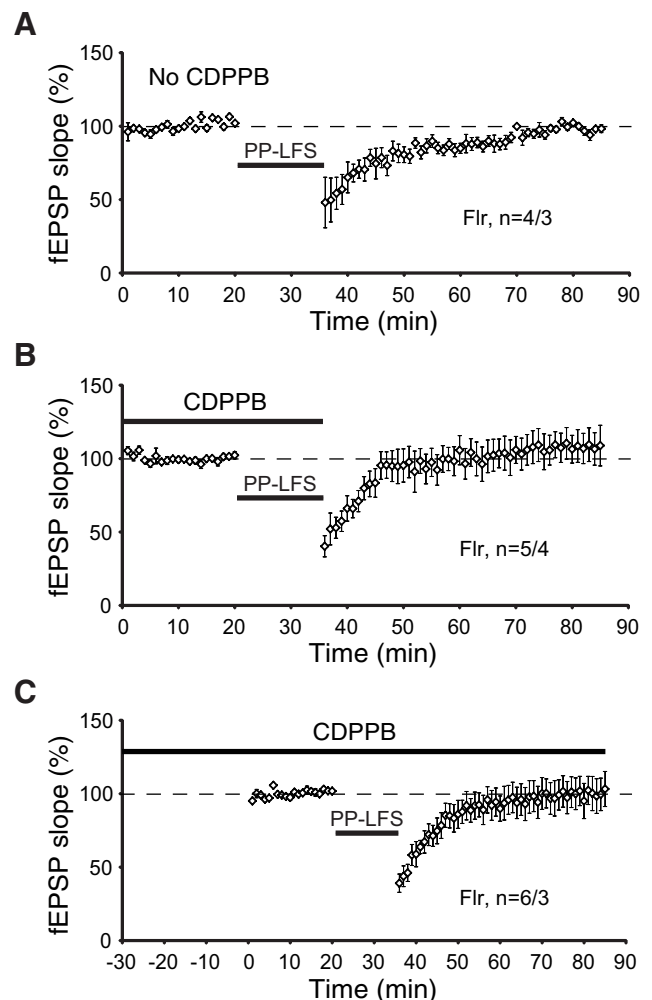 A
fEPSP slope (%)
150
100
50
0
No CDPPB
PP-LFS
Flr, n=4/3
0 10 20 30 40 50 60 70 80 90
Time (min)
B
fEPSP slope (%)
150
100
50
0
CDPPB
PP-LFS
Flr, n=5/4
0 10 20 30 40 50 60 70 80 90
Time (min)
C
fEPSP slope (%)
150
100
50
0
CDPPB
PP-LFS
Flr, n=6/3
-30 -20 -10 0 10 20 30 40 50 60 70 80 90
Time (min)